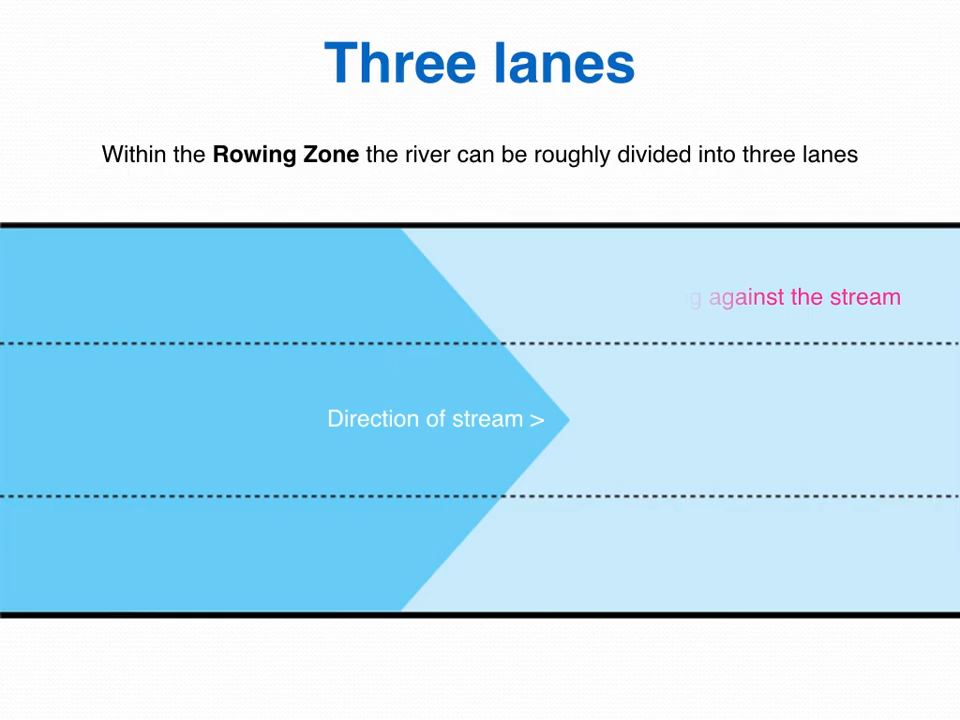 Three lanes
Within the Rowing Zone the river can be roughly divided into three lanes
against the stream
Direction of stream >